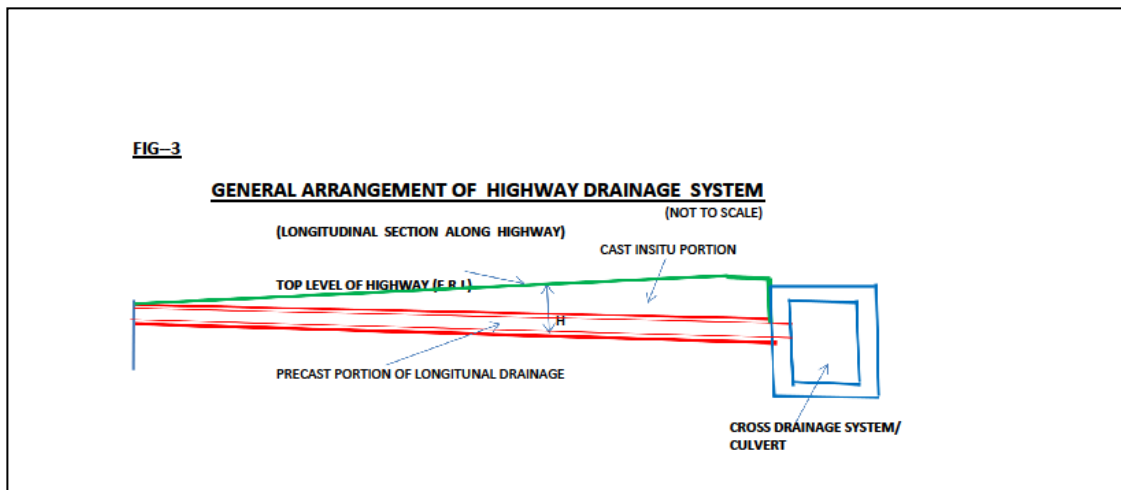 FIG–3
GENERAL ARRANGEMENT OF HIGHWAY DRAINAGE SYSTEM
(NOT TO SCALE)
(LONGITUDINAL SECTION ALONG HIGHWAY)
CAST INSITU PORTION
TOP LEVEL OF HIGHWAY (F.R.L)
H
PRECAST PORTION OF LONGITUNAL DRAINAGE
CROSS DRAINAGE SYSTEM/
CULVERT